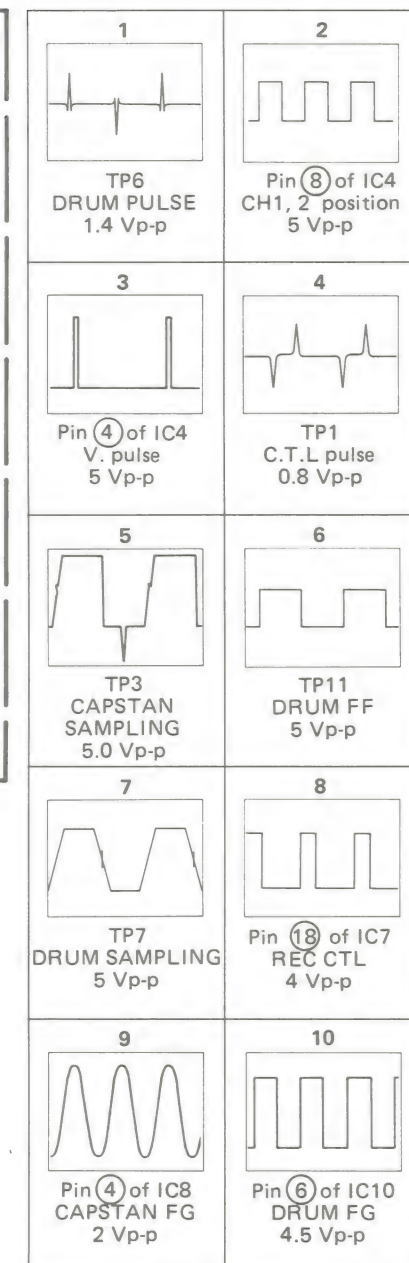 1
TP6
DRUM PULSE
1.4 Vp-p
2
Pin 8 of IC4
CH1, 2 position
5 Vp-p
3
Pin 4 of IC4
V. pulse
5 Vp-p
4
TP1
C.T.L pulse
0.8 Vp-p
5
TP3
CAPSTAN
SAMPLING
5.0 Vp-p
6
TP11
DRUM FF
5 Vp-p
7
TP7
DRUM SAMPLING
5 Vp-p
8
Pin 18 of IC7
REC CTL
4 Vp-p
9
Pin 4 of IC8
CAPSTAN FG
2 Vp-p
10
Pin 6 of IC10
DRUM FG
4.5 Vp-p